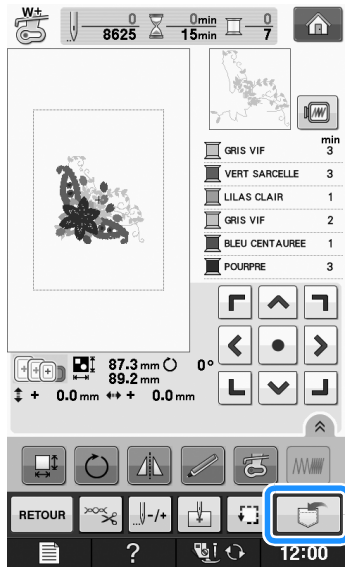 W+
0 0min 0
8625 15min 7
min
GRIS VIF 3
VERT SARCELLE 3
LILAS CLAIR 1
GRIS VIF 2
BLEU CENTAUREE 1
POURPRE 3
87.3 mm 0°
89.2 mm
+ 0.0 mm + 0.0 mm
RETOUR -/+
? 12:00